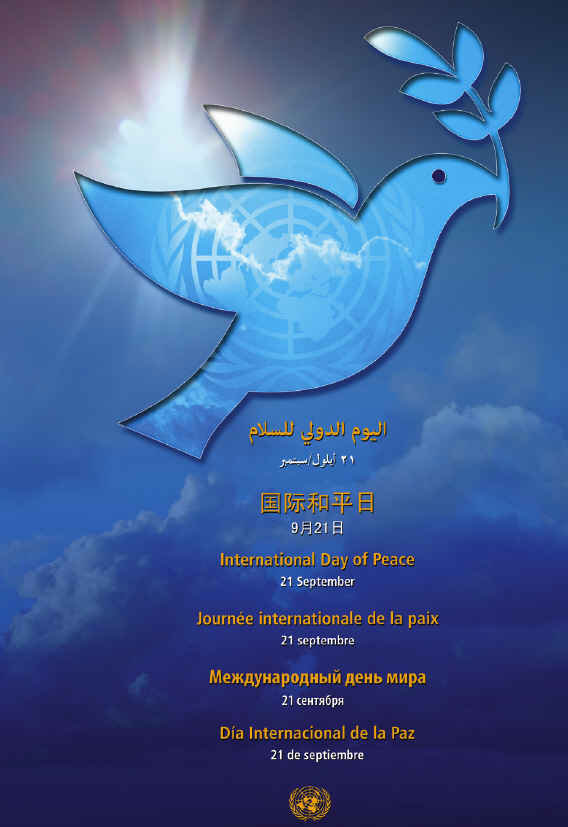 اليوم الدولي للسلام
٢١ أيلول/سبتمبر
国际和平日
9月21日
International Day of Peace
21 September
Journée internationale de la paix
21 septembre
Международный день мира
21 сентября
Día Internacional de la Paz
21 de septiembre